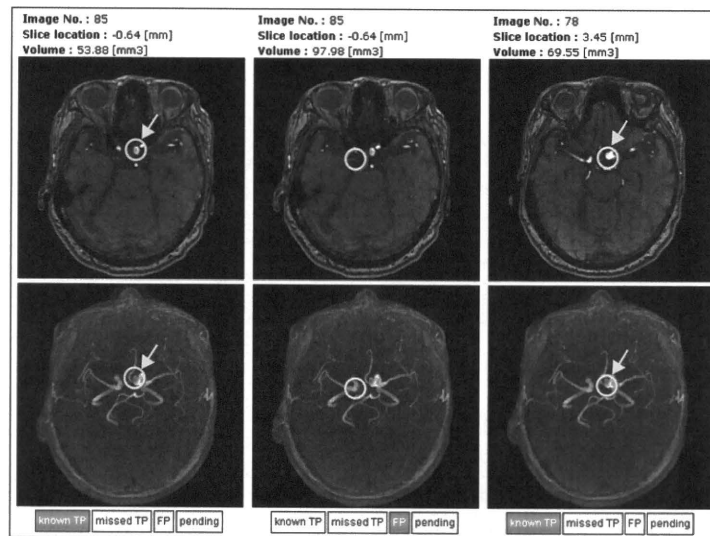 Image No. : 85
Slice location : -0.64 [mm]
Volume : 53.88 [mm3]
Image No. : 85
Slice location : -0.64 [mm]
Volume : 97.98 [mm3]
Image No. : 78
Slice location : 3.45 [mm]
Volume : 69.55 [mm3]
known TP missed TP FP pending
known TP missed TP FP pending
known TP missed TP FP pending